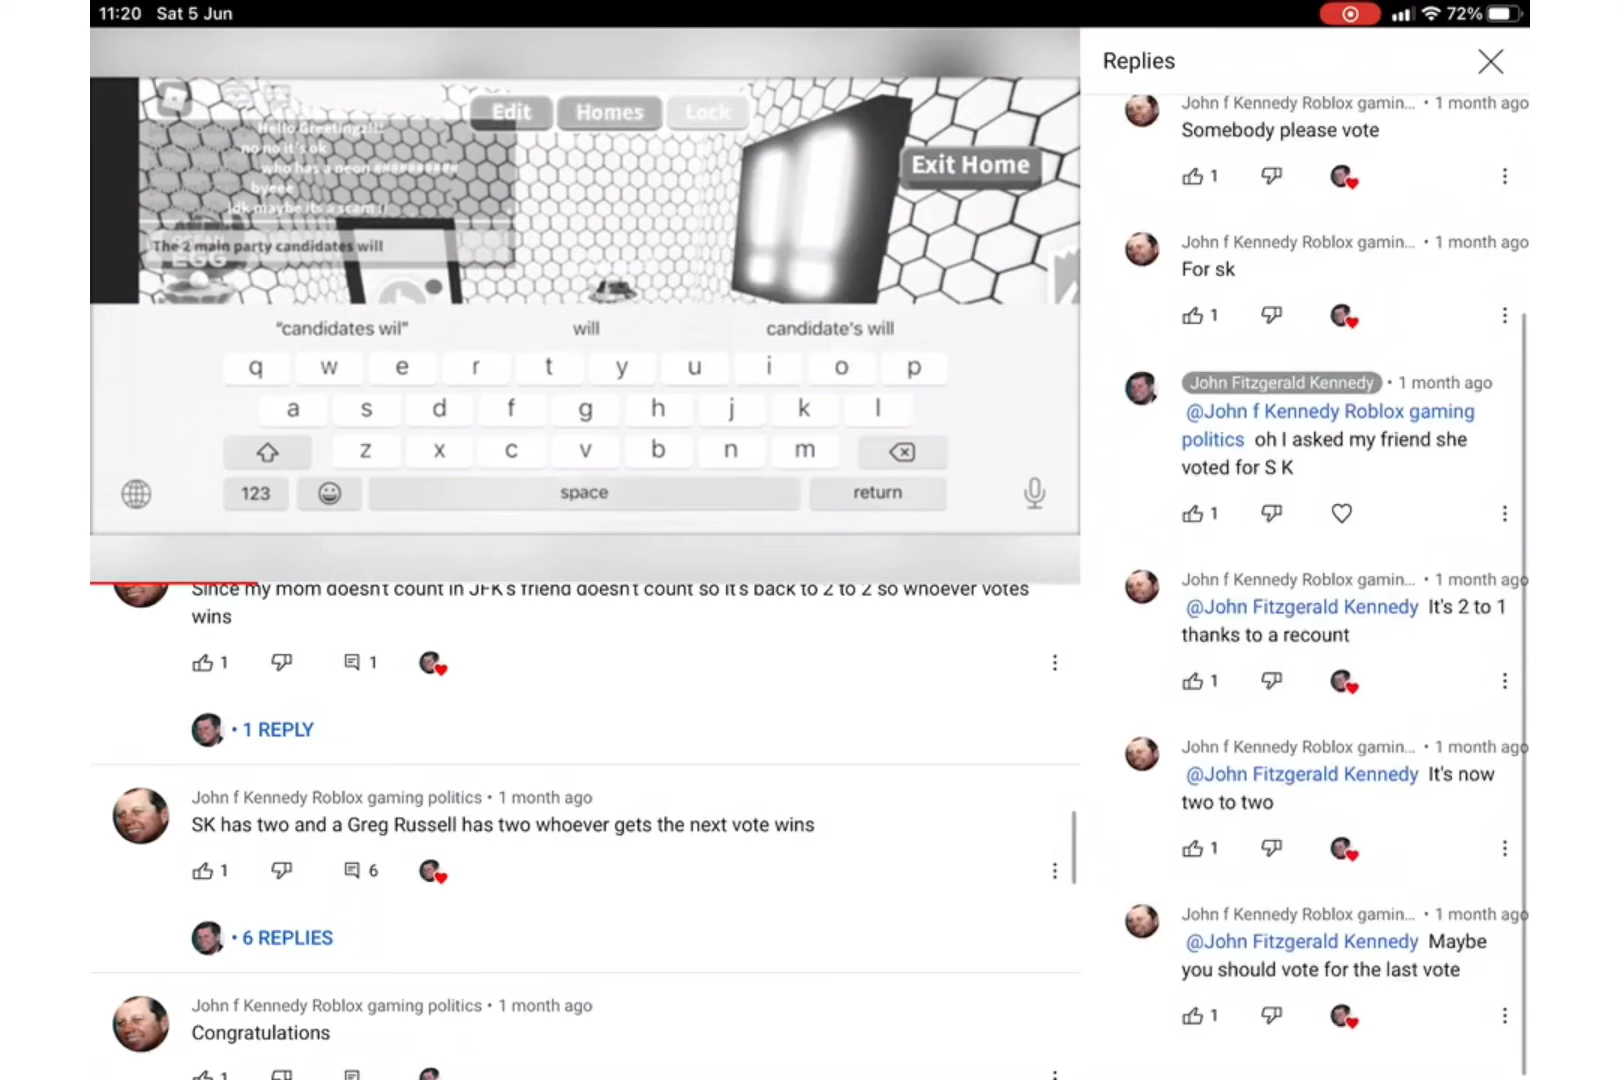 11:20 Sat 5 Jun
72%
Edit Homes Lock
Hello Greetingz!!!
no no it's ok
who has a neon ##########
byeee
idk maybe its a scam
The 2 main party candidates will
EGG
Exit Home
"candidates wil" will candidate's will
q w e r t y u i o p
a s d f g h j k l
z x c v b n m
123 space return
Since my mom doesn't count in JFK's friend doesn't count so it's back to 2 to 2 so whoever votes
wins
1 1
• 1 REPLY
John f Kennedy Roblox gaming politics • 1 month ago
SK has two and a Greg Russell has two whoever gets the next vote wins
1 6
• 6 REPLIES
John f Kennedy Roblox gaming politics • 1 month ago
Congratulations
1
Replies
John f Kennedy Roblox gamin... • 1 month ago
Somebody please vote
1
John f Kennedy Roblox gamin... • 1 month ago
For sk
1
John Fitzgerald Kennedy • 1 month ago
@John f Kennedy Roblox gaming
politics oh I asked my friend she
voted for S K
1
John f Kennedy Roblox gamin... • 1 month ago
@John Fitzgerald Kennedy It's 2 to 1
thanks to a recount
1
John f Kennedy Roblox gamin... • 1 month ago
@John Fitzgerald Kennedy It's now
two to two
1
John f Kennedy Roblox gamin... • 1 month ago
@John Fitzgerald Kennedy Maybe
you should vote for the last vote
1